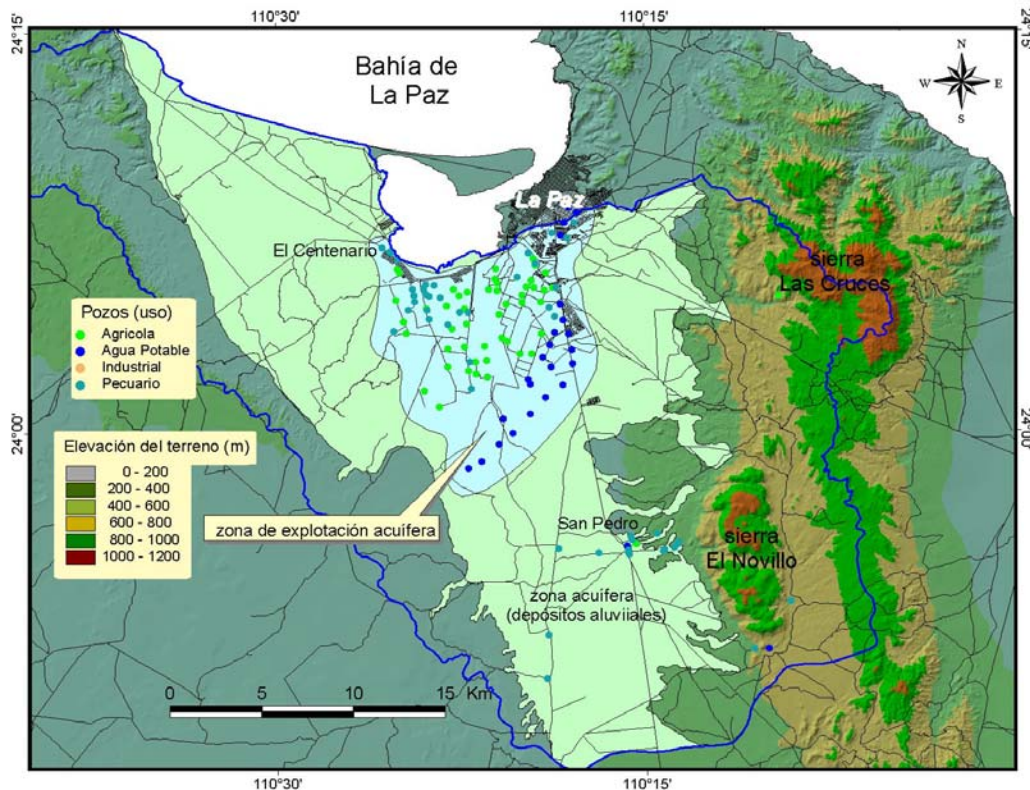 110°30'
110°15'
24°15'
24°15'
Bahía de
La Paz
N
W E
S
La Paz
El Centenario
sierra
Las Cruces
Pozos (uso)
Agricola
Agua Potable
Industrial
Pecuario
24°00'
24°00'
Elevación del terreno (m)
0 - 200
200 - 400
400 - 600
600 - 800
800 - 1000
1000 - 1200
zona de explotación acuífera
San Pedro
sierra
El Novillo
zona acuifera
(depósitos aluviiales)
0 5 10 15 Km
110°30'
110°15'